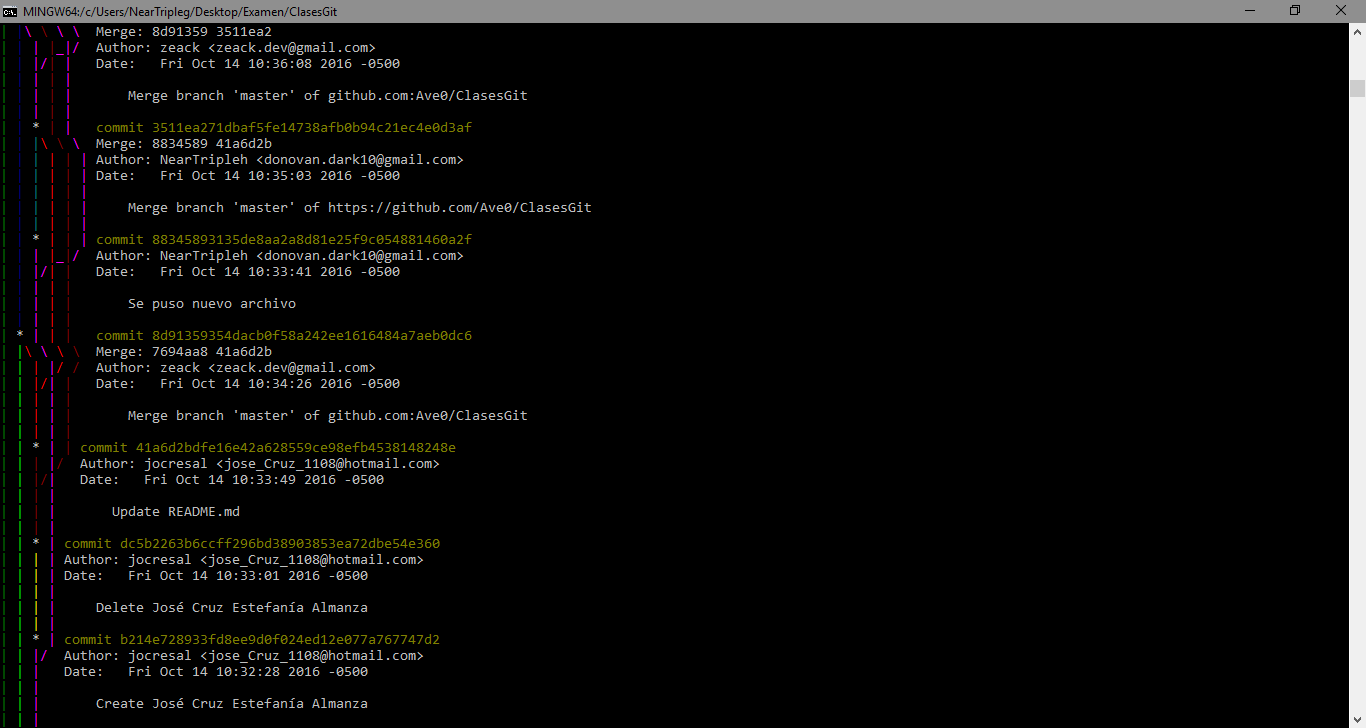 MINGW64:/c/Users/NearTripleg/Desktop/Examen/ClasesGit
Merge: 8d91359 3511ea2
Author: zeack <zeack.dev@gmail.com>
Date:   Fri Oct 14 10:36:08 2016 -0500
Merge branch 'master' of github.com:Ave0/ClasesGit
* commit 3511ea271dbaf5fe14738afb0b94c21ec4e0d3af
Merge: 8834589 41a6d2b
Author: NearTripleh <donovan.dark10@gmail.com>
Date:   Fri Oct 14 10:35:03 2016 -0500
Merge branch 'master' of https://github.com/Ave0/ClasesGit
* commit 88345893135de8aa2a8d81e25f9c054881460a2f
Author: NearTripleh <donovan.dark10@gmail.com>
Date:   Fri Oct 14 10:33:41 2016 -0500
Se puso nuevo archivo
* commit 8d91359354dacb0f58a242ee1616484a7aeb0dc6
Merge: 7694aa8 41a6d2b
Author: zeack <zeack.dev@gmail.com>
Date:   Fri Oct 14 10:34:26 2016 -0500
Merge branch 'master' of github.com:Ave0/ClasesGit
* commit 41a6d2bdfe16e42a628559ce98efb4538148248e
Author: jocresal <jose_Cruz_1108@hotmail.com>
Date:   Fri Oct 14 10:33:49 2016 -0500
Update README.md
* commit dc5b2263b6ccff296bd38903853ea72dbe54e360
Author: jocresal <jose_Cruz_1108@hotmail.com>
Date:   Fri Oct 14 10:33:01 2016 -0500
Delete José Cruz Estefanía Almanza
* commit b214e728933fd8ee9d0f024ed12e077a767747d2
Author: jocresal <jose_Cruz_1108@hotmail.com>
Date:   Fri Oct 14 10:32:28 2016 -0500
Create José Cruz Estefanía Almanza